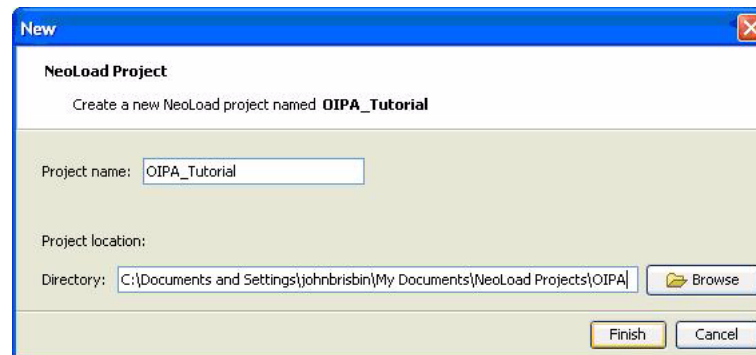 New
NeoLoad Project
Create a new NeoLoad project named OIPA_Tutorial
Project name: OIPA_Tutorial
Project location:
Directory: C:\Documents and Settings\johnbrisbin\My Documents\NeoLoad Projects\OIPA Browse
Finish Cancel